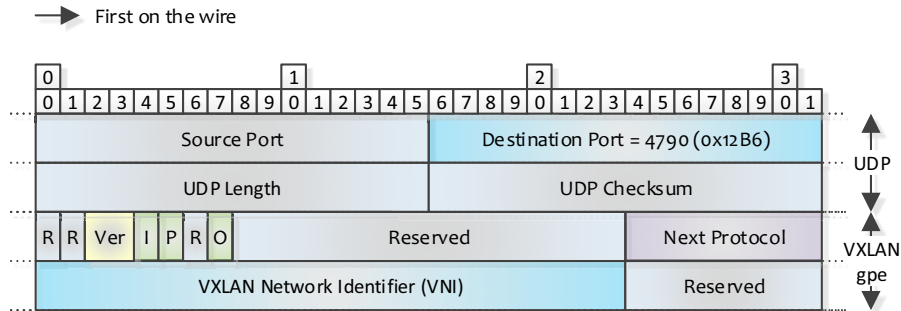 First on the wire
0 1 2 3
0 1 2 3 4 5 6 7 8 9 0 1 2 3 4 5 6 7 8 9 0 1 2 3 4 5 6 7 8 9 0 1
Source Port Destination Port = 4790 (0x12B6)
UDP
UDP Length UDP Checksum
R R Ver I P R O Reserved Next Protocol
VXLAN
gpe
VXLAN Network Identifier (VNI) Reserved